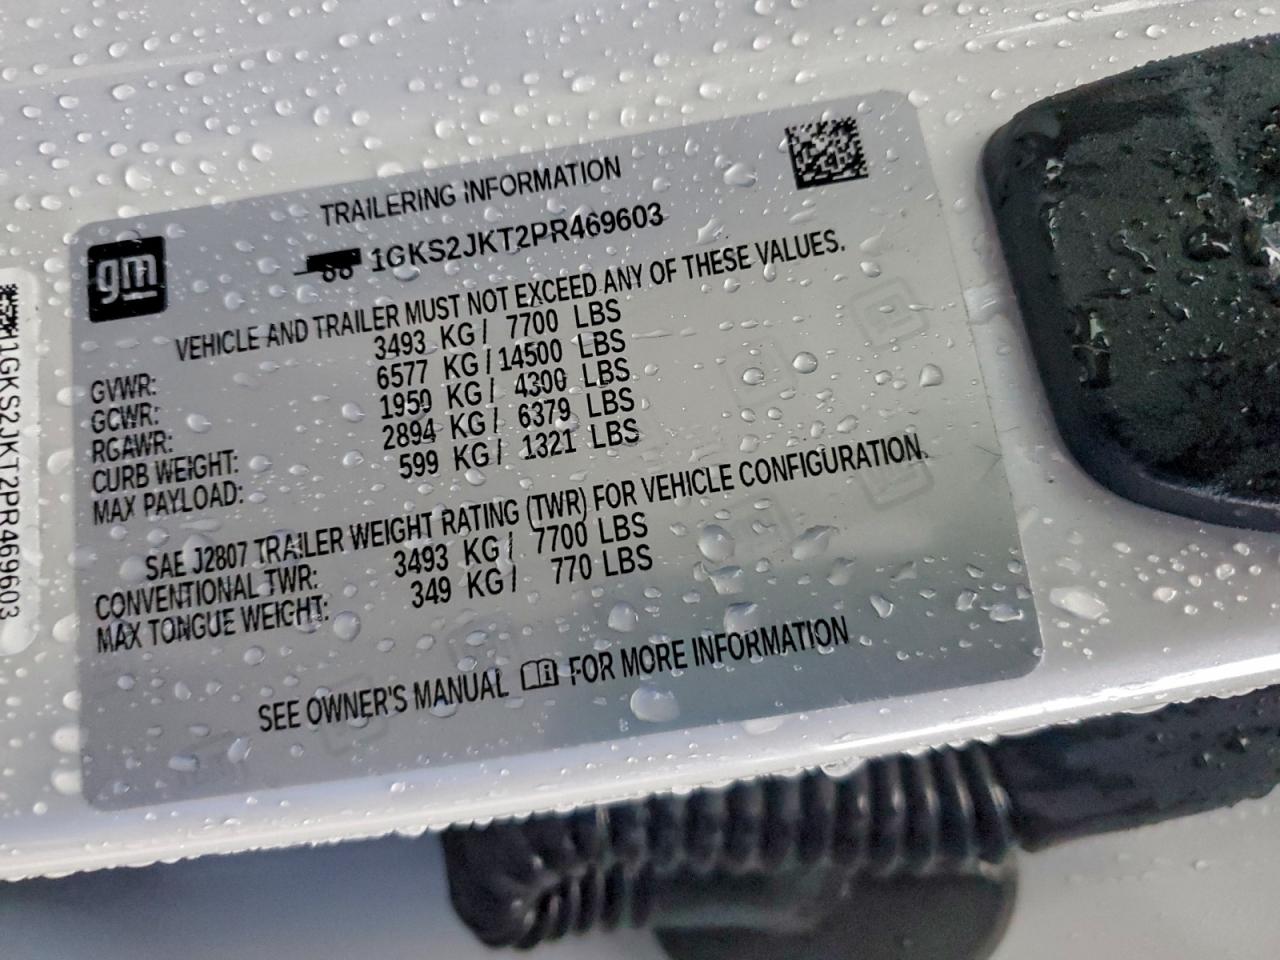 TRAILERING INFORMATION
gm
1GKS2JKT2PR469603
VEHICLE AND TRAILER MUST NOT EXCEED ANY OF THESE VALUES.
GVWR: 3493 KG / 7700 LBS
GCWR: 6577 KG / 14500 LBS
RGAWR: 1950 KG / 4300 LBS
CURB WEIGHT: 2894 KG / 6379 LBS
MAX PAYLOAD: 599 KG / 1321 LBS
SAE J2807 TRAILER WEIGHT RATING (TWR) FOR VEHICLE CONFIGURATION.
CONVENTIONAL TWR: 3493 KG / 7700 LBS
MAX TONGUE WEIGHT: 349 KG / 770 LBS
SEE OWNER'S MANUAL FOR MORE INFORMATION
1GKS2JKT2PR469603